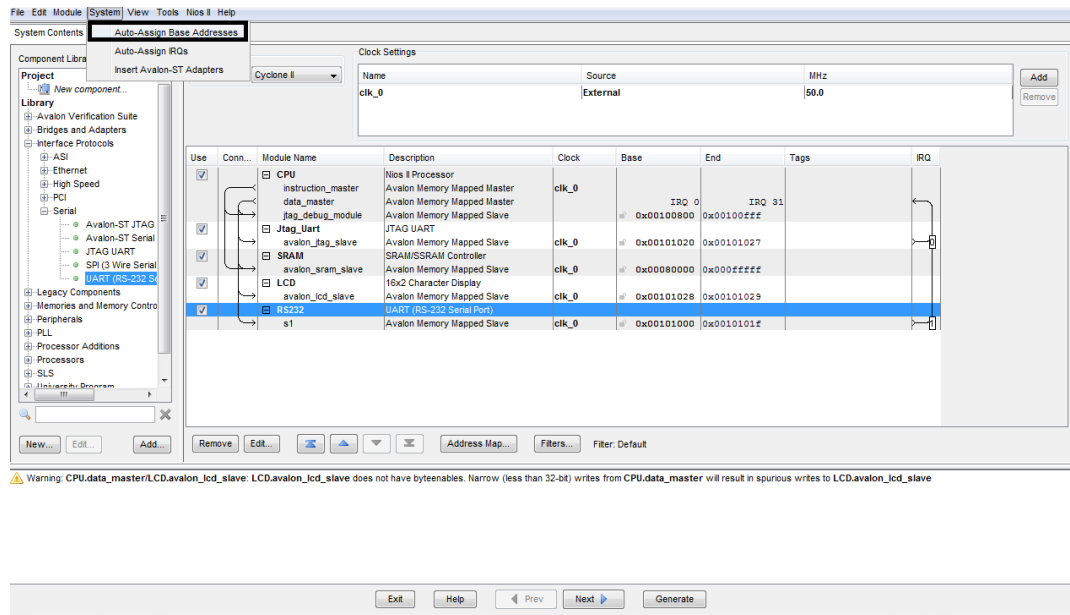 File Edit Module System View Tools Nios II Help
System Contents
Auto-Assign Base Addresses
Auto-Assign IRQs
Insert Avalon-ST Adapters
Component Libra
Project
New component...
Library
Avalon Verification Suite
Bridges and Adapters
Interface Protocols
ASI
Ethernet
High Speed
PCI
Serial
Avalon-ST JTAG
Avalon-ST Serial
JTAG UART
SPI (3 Wire Serial
UART (RS-232 Se
Legacy Components
Memories and Memory Contro
Peripherals
PLL
Processor Additions
Processors
SLS
University Program
New... Edit... Add...
Cyclone II
Clock Settings
Name Source MHz
clk_0 External 50.0
Add
Remove
Use Conn... Module Name Description Clock Base End Tags IRQ
CPU Nios II Processor
instruction_master Avalon Memory Mapped Master clk_0
data_master Avalon Memory Mapped Master IRQ 0 IRQ 31
jtag_debug_module Avalon Memory Mapped Slave 0x00100800 0x00100fff
Jtag_Uart JTAG UART
avalon_jtag_slave Avalon Memory Mapped Slave clk_0 0x00101020 0x00101027 0
SRAM SRAM/SSRAM Controller
avalon_sram_slave Avalon Memory Mapped Slave clk_0 0x00080000 0x000fffff
LCD 16x2 Character Display
avalon_lcd_slave Avalon Memory Mapped Slave clk_0 0x00101028 0x00101029
RS232 UART (RS-232 Serial Port)
s1 Avalon Memory Mapped Slave clk_0 0x00101000 0x0010101f 1
Remove Edit... Address Map... Filters... Filter: Default
Warning: CPU.data_master/LCD.avalon_lcd_slave: LCD.avalon_lcd_slave does not have byteenables. Narrow (less than 32-bit) writes from CPU.data_master will result in spurious writes to LCD.avalon_lcd_slave
Exit Help Prev Next Generate